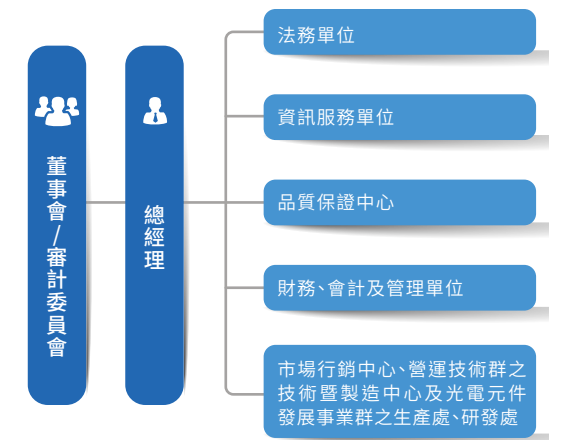 董事會/審計委員會
總經理
法務單位
資訊服務單位
品質保證中心
財務、會計及管理單位
市場行銷中心、營運技術群之
技術暨製造中心及光電元件
發展事業群之生產處、研發處